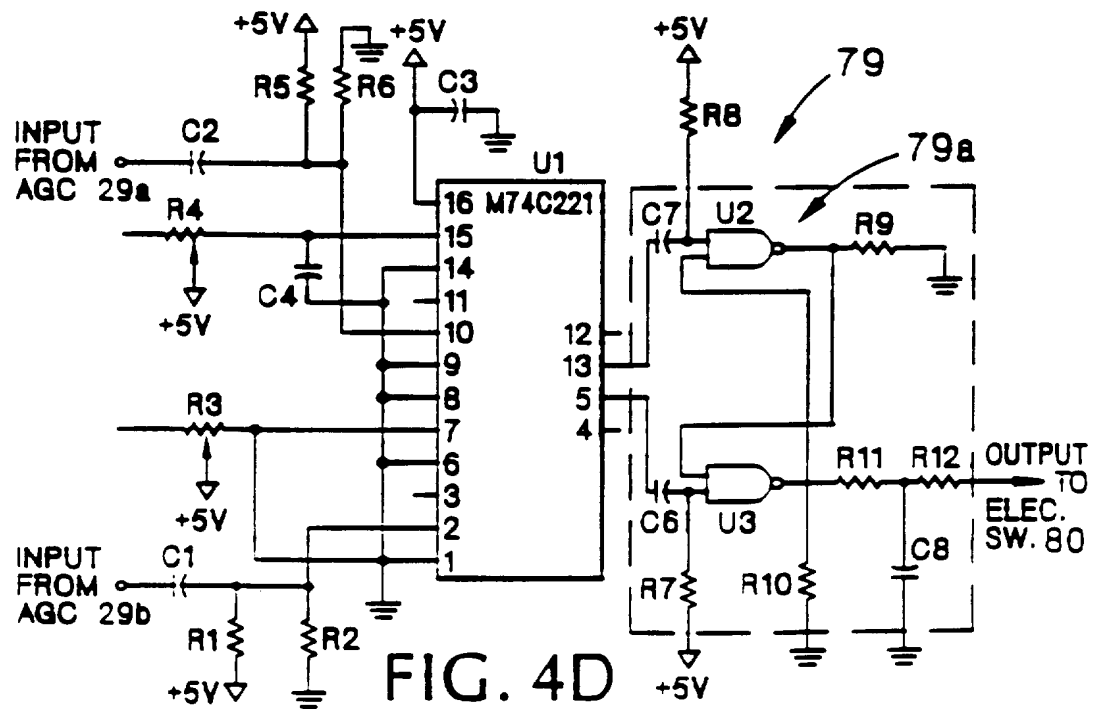 +5V
+5V
+5V
79
R5
R6
C3
R8
INPUT
FROM
AGC 29a
C2
79a
U1
M74C221
R4
C7
U2
R9
16
15
14
11
10
9
8
7
6
3
2
1
12
13
5
4
C4
+5V
R3
+5V
INPUT
FROM
AGC 29b
C1
R1
R2
+5V
C6
U3
R11
R12
OUTPUT
TO
ELEC.
SW. 80
R7
R10
C8
+5V
FIG. 4D